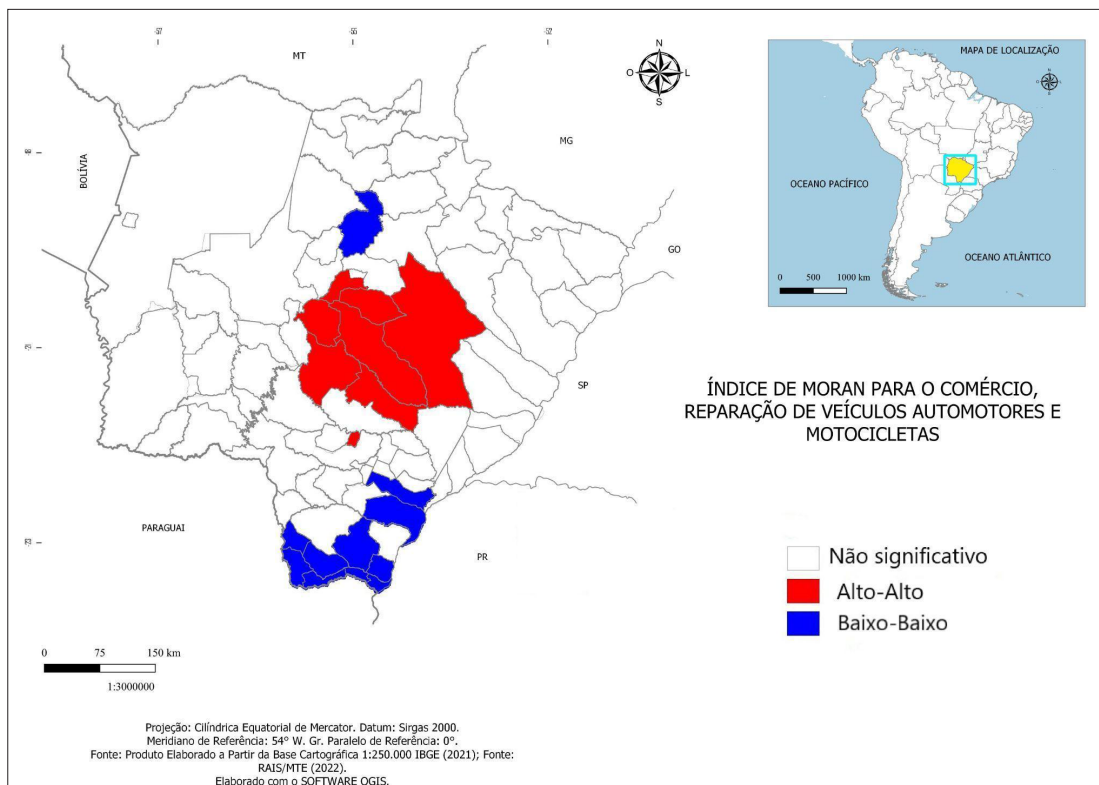 MT
MG
BOLÍVIA
GO
SP
PARAGUAI
PR
N
O
L
S
0 75 150 km
1:3000000
MAPA DE LOCALIZAÇÃO
OCEANO PACÍFICO
OCEANO ATLÂNTICO
0 500 1000 km
ÍNDICE DE MORAN PARA O COMÉRCIO,
REPARAÇÃO DE VEÍCULOS AUTOMOTORES E
MOTOCICLETAS
Não significativo
Alto-Alto
Baixo-Baixo
Projeção: Cilíndrica Equatorial de Mercator. Datum: Sirgas 2000.
Meridiano de Referência: 54° W. Gr. Paralelo de Referência: 0°.
Fonte: Produto Elaborado a Partir da Base Cartográfica 1:250.000 IBGE (2021); Fonte:
RAIS/MTE (2022).
Elaborado com o SOFTWARE QGIS.